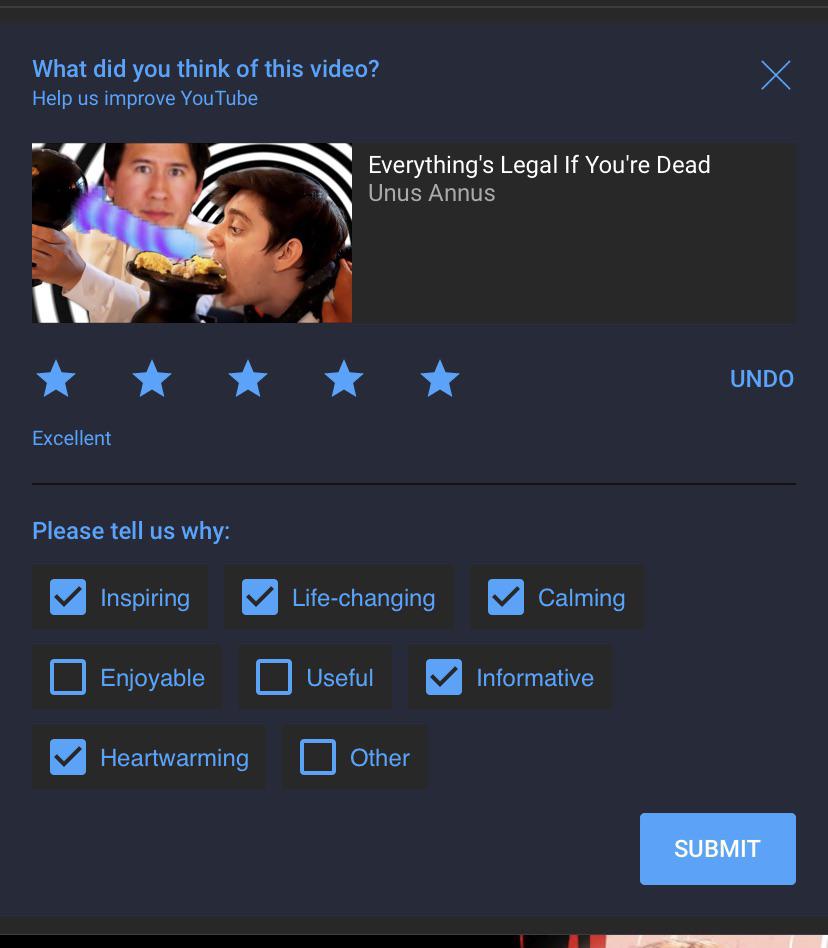 What did you think of this video?
Help us improve YouTube
Everything's Legal If You're Dead
Unus Annus
UNDO
Excellent
Please tell us why:
Inspiring Life-changing Calming
Enjoyable Useful Informative
Heartwarming Other
SUBMIT